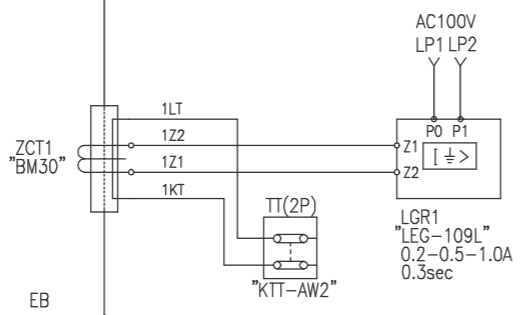 AC100V
LP1 LP2
1LT
P0 P1
ZCT1
"BM30"
1Z2
Z1
1Z1
Z2
1KT
TT(2P)
LGR1
"LEG-109L"
0.2-0.5-1.0A
0.3sec
"KTT-AW2"
EB